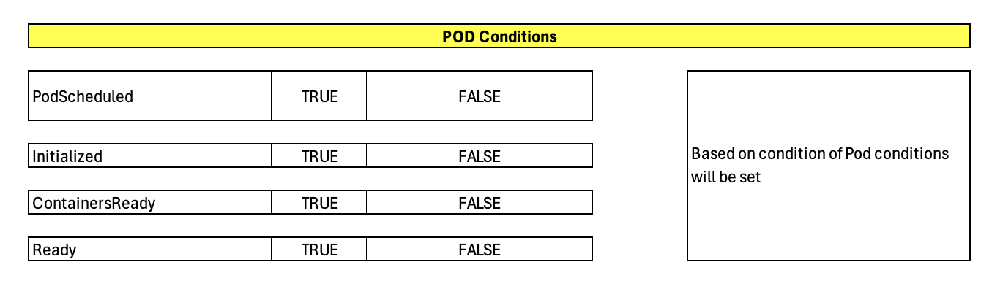 POD Conditions
PodScheduled TRUE FALSE
Initialized TRUE FALSE
ContainersReady TRUE FALSE
Ready TRUE FALSE
Based on condition of Pod conditions
will be set